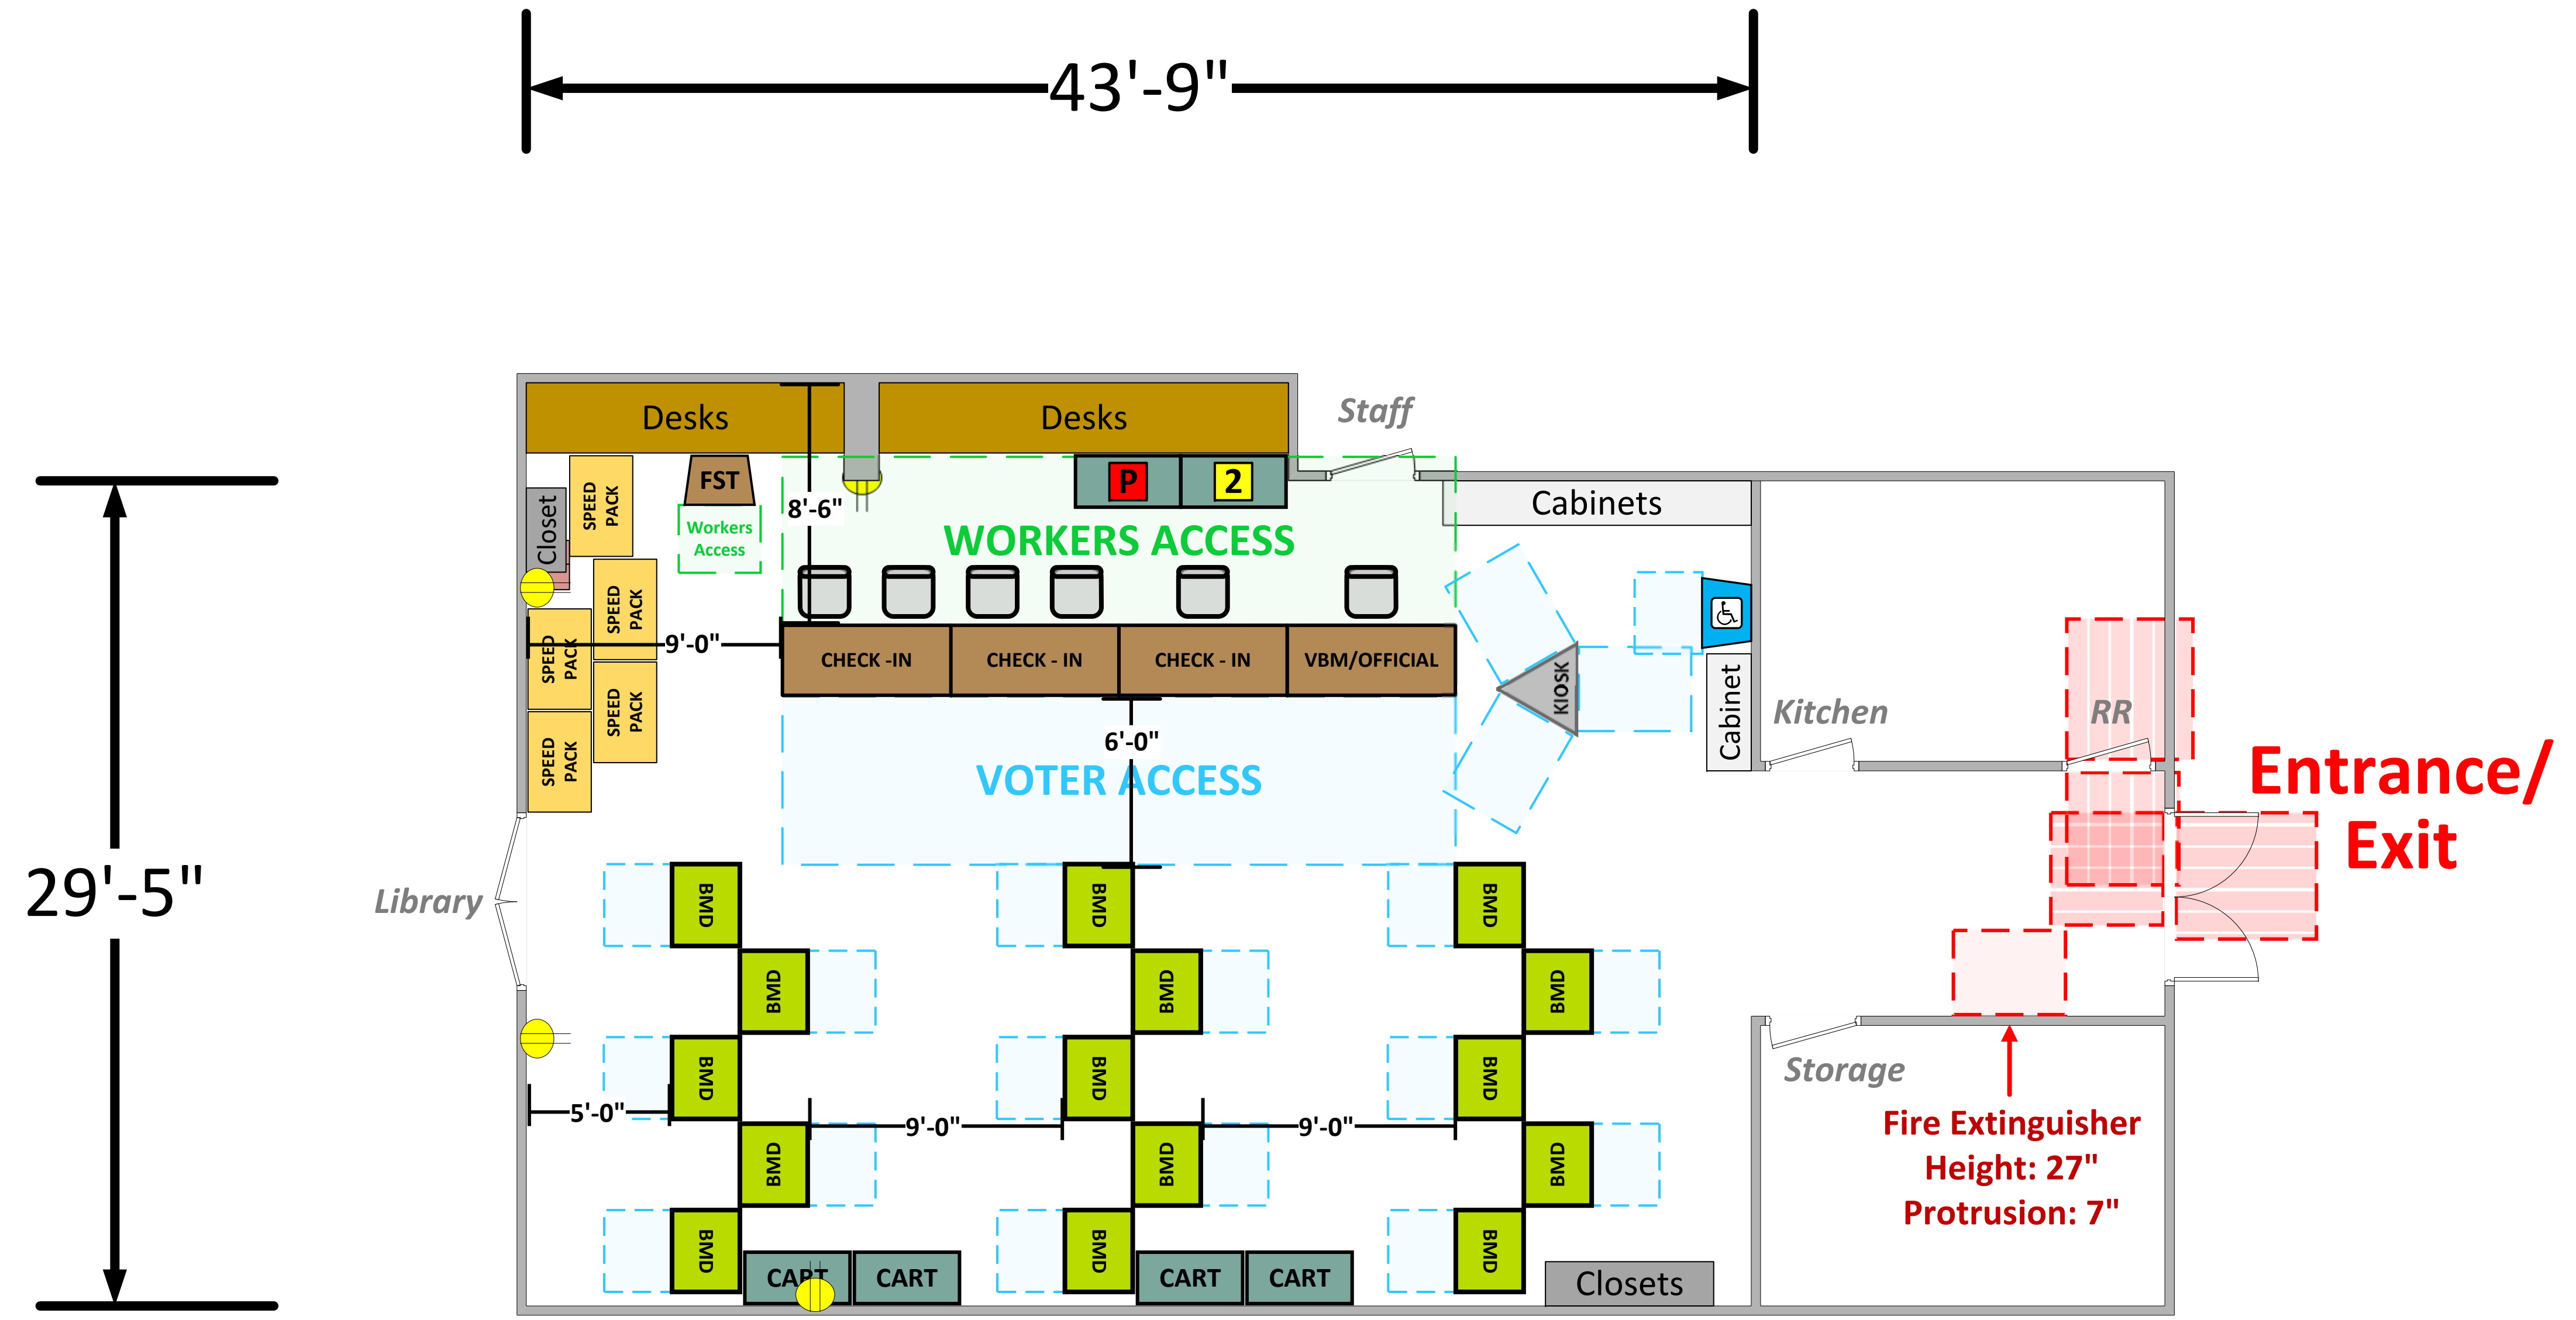 43'-9"
29'-5"
Desks
Desks
Staff
Closet
SPEED
PACK
FST
Workers
Access
8'-6"
P
2
WORKERS ACCESS
Cabinets
SPEED
PACK
SPEED
PACK
SPEED
PACK
SPEED
PACK
9'-0"
CHECK -IN
CHECK - IN
CHECK - IN
VBM/OFFICIAL
KIOSK
Cabinet
Kitchen
RR
6'-0"
VOTER ACCESS
Entrance/
Exit
Library
BMD
BMD
BMD
BMD
BMD
BMD
BMD
BMD
BMD
Storage
5'-0"
9'-0"
9'-0"
Fire Extinguisher
Height: 27"
Protrusion: 7"
BMD
BMD
BMD
BMD
BMD
BMD
CART
CART
CART
CART
Closets